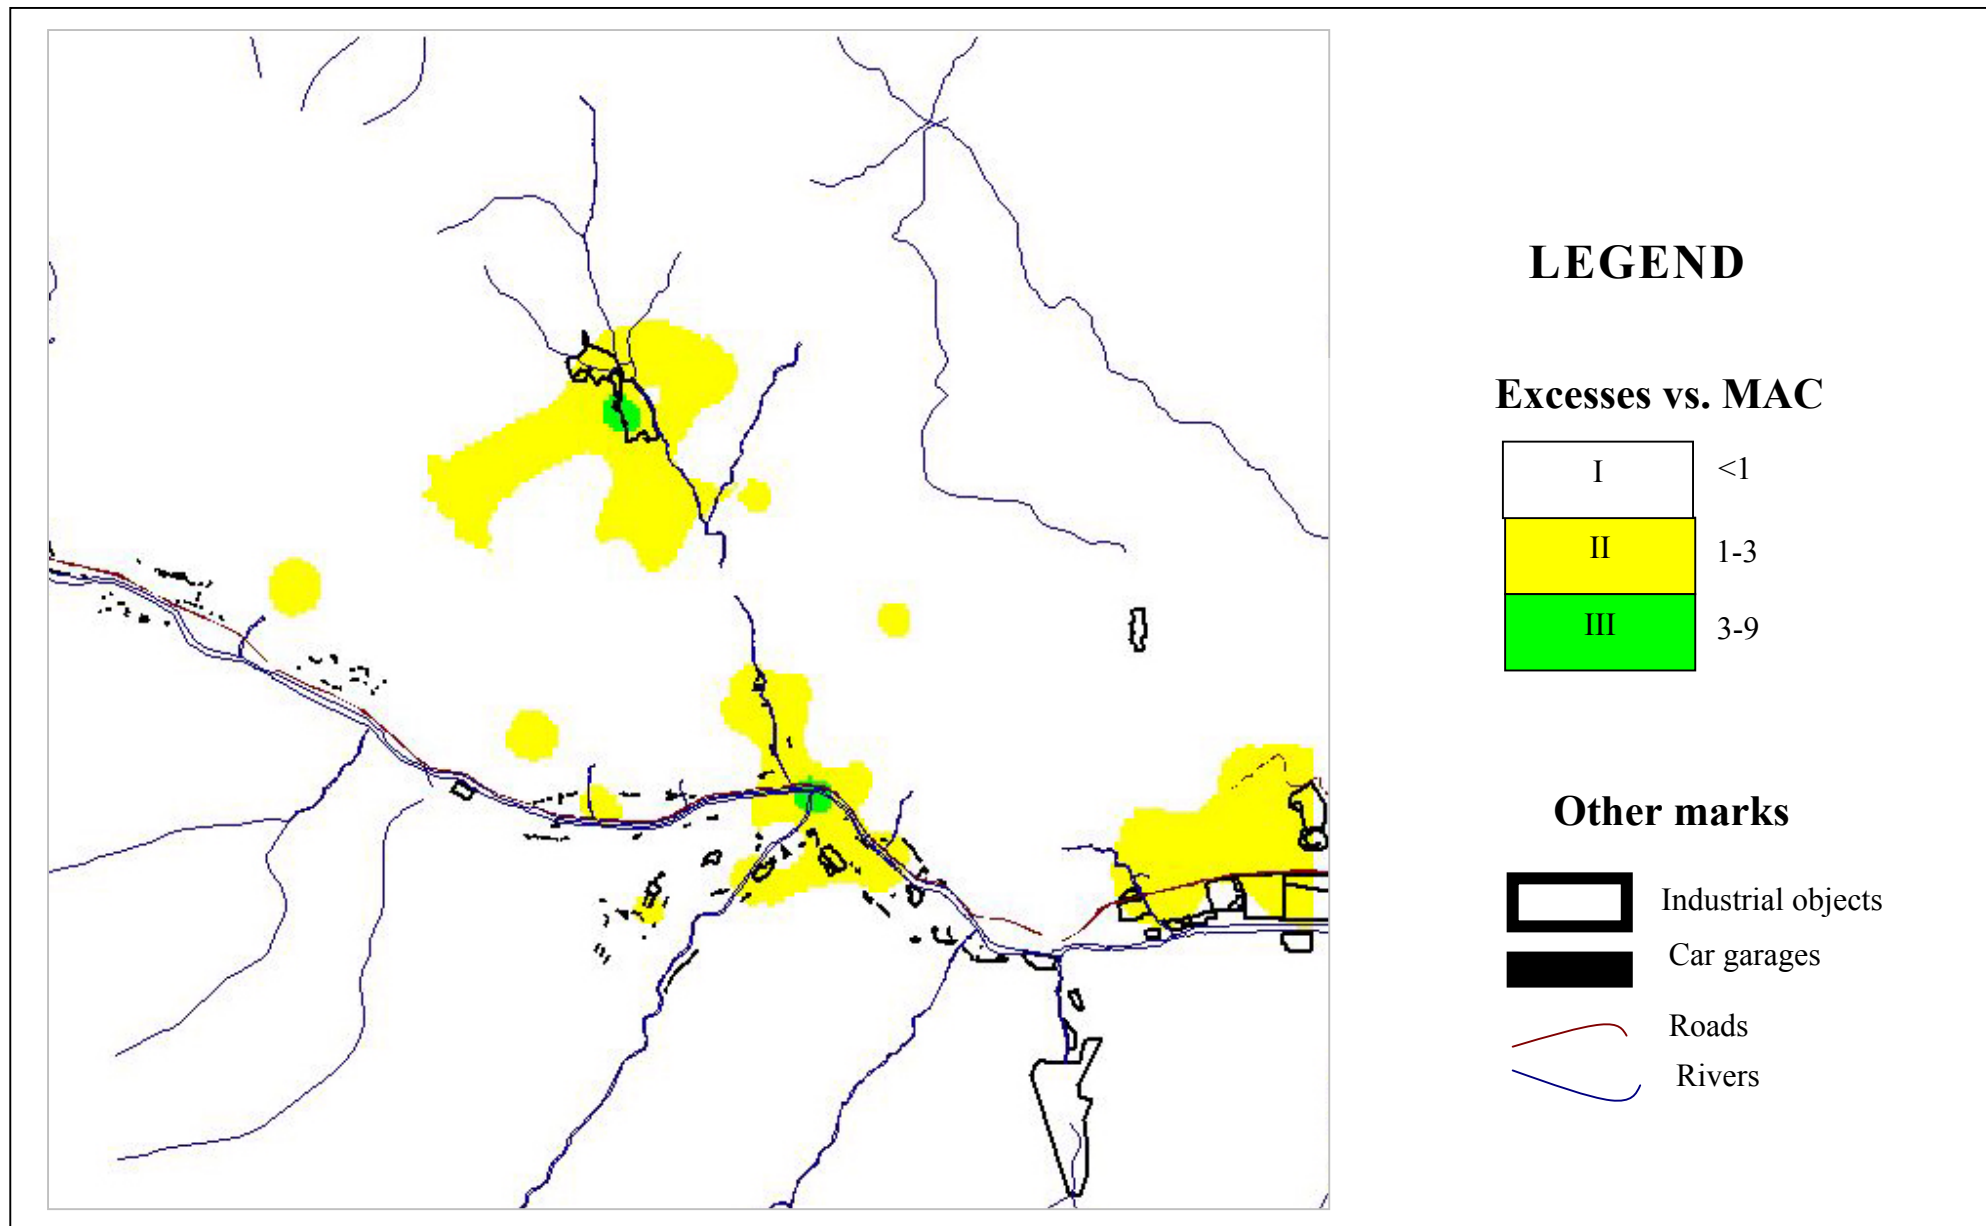 LEGEND
Excesses vs. MAC
I <1
II 1-3
III 3-9
Other marks
Industrial objects
Car garages
Roads
Rivers